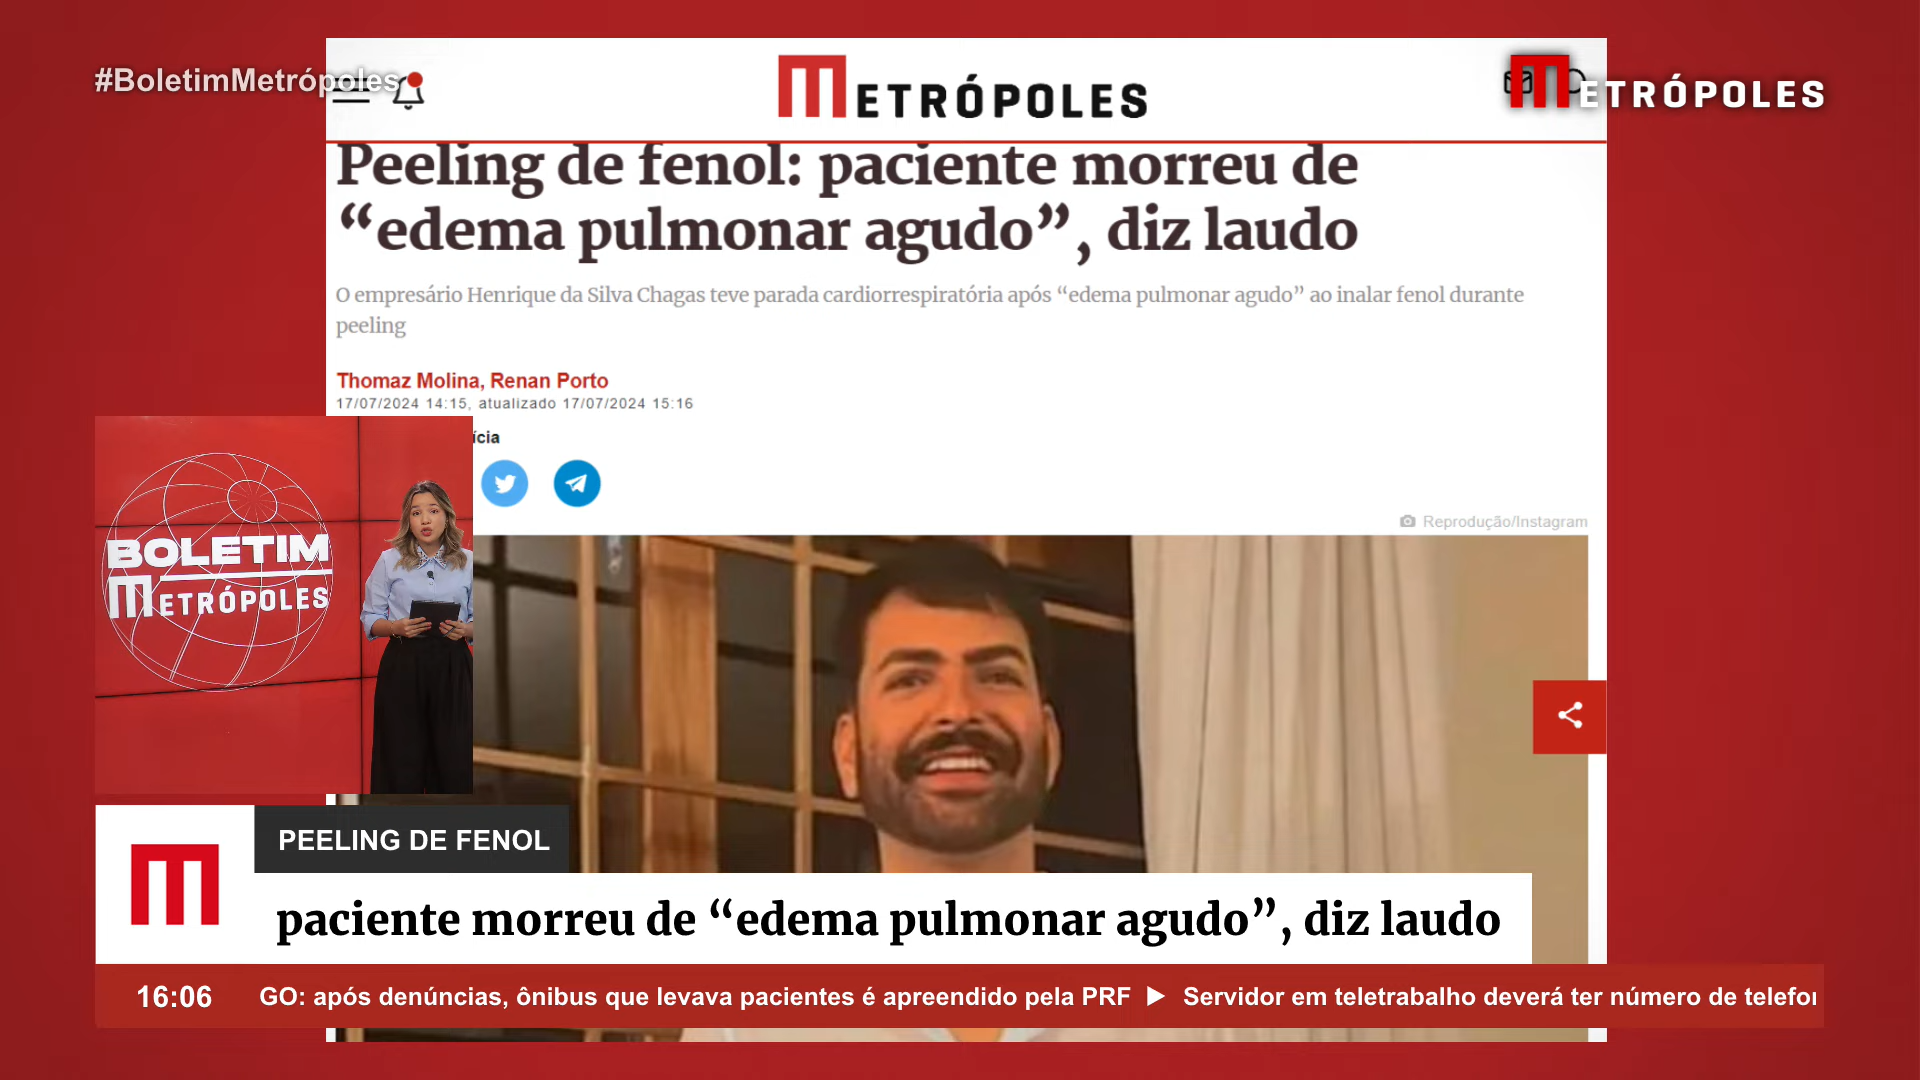 #BoletimMetrópoles
METRÓPOLES
METRÓPOLES
Peeling de fenol: paciente morreu de
“edema pulmonar agudo”, diz laudo
O empresário Henrique da Silva Chagas teve parada cardiorrespiratória após “edema pulmonar agudo” ao inalar fenol durante
peeling
Thomaz Molina, Renan Porto
17/07/2024 14:15, atualizado 17/07/2024 15:16
ícia
Reprodução/Instagram
BOLETIM
METRÓPOLES
PEELING DE FENOL
paciente morreu de “edema pulmonar agudo”, diz laudo
16:06
GO: após denúncias, ônibus que levava pacientes é apreendido pela PRF
Servidor em teletrabalho deverá ter número de telefo